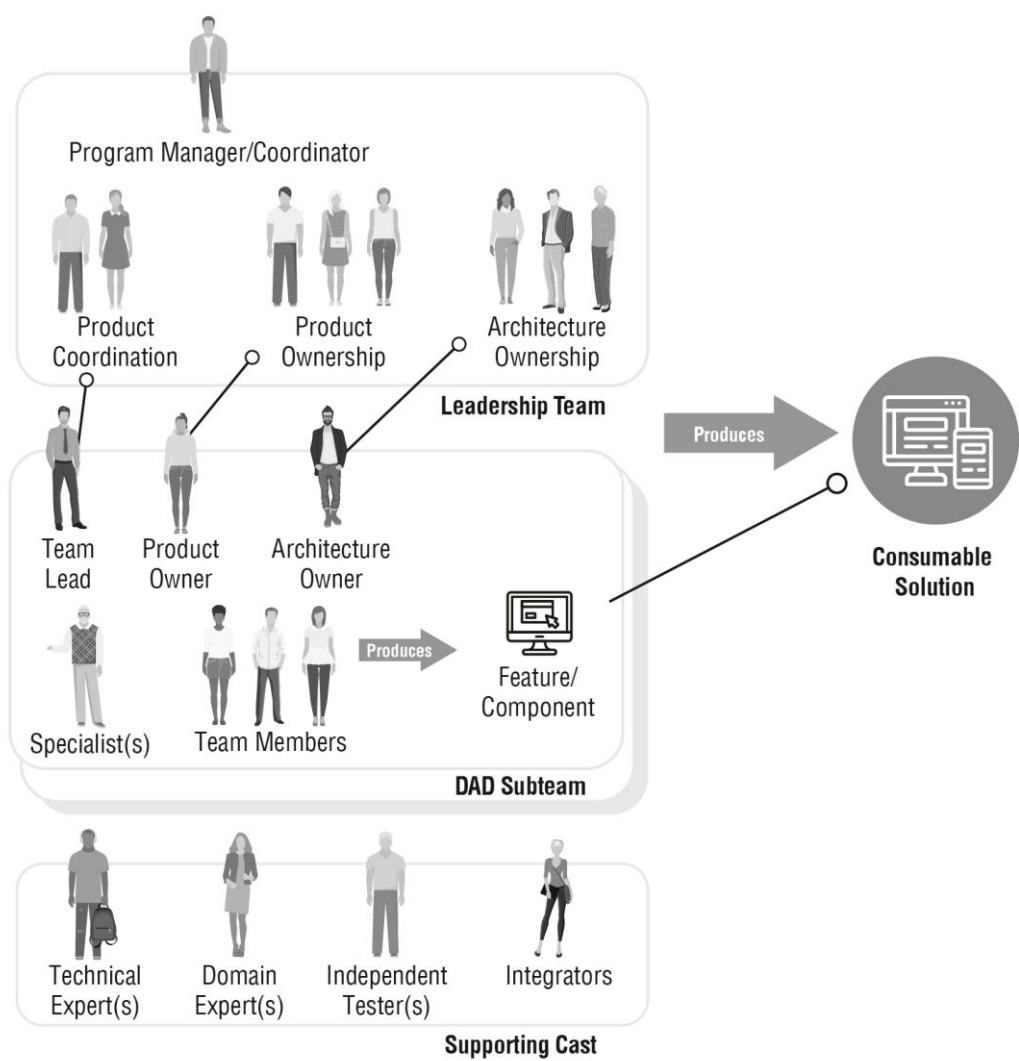 Program Manager/Coordinator
Product
Coordination
Product
Ownership
Architecture
Ownership
Leadership Team
Produces
Consumable
Solution
Team
Lead
Product
Owner
Architecture
Owner
Specialist(s)
Team Members
Produces
Feature/
Component
DAD Subteam
Technical
Expert(s)
Domain
Expert(s)
Independent
Tester(s)
Integrators
Supporting Cast